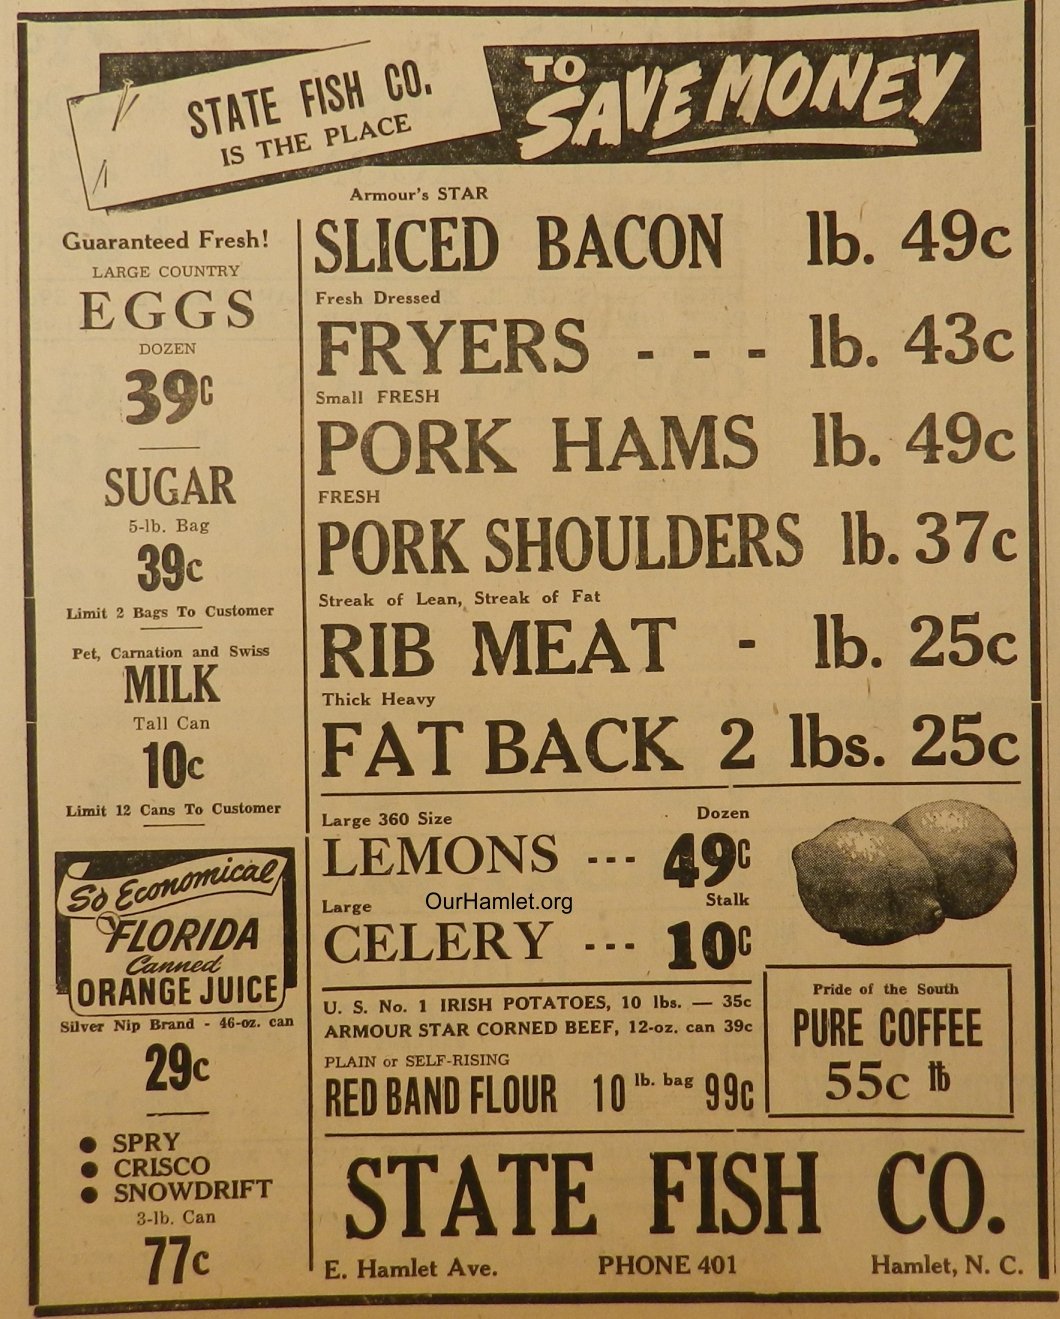 STATE FISH CO.
IS THE PLACE
TO
SAVE MONEY
Guaranteed Fresh!
LARGE COUNTRY
EGGS
DOZEN
39c
SUGAR
5-lb. Bag
39c
Limit 2 Bags To Customer
Pet, Carnation and Swiss
MILK
Tall Can
10c
Limit 12 Cans To Customer
So Economical
FLORIDA
Canned
ORANGE JUICE
Silver Nip Brand - 46-oz. can
29c
● SPRY
● CRISCO
● SNOWDRIFT
3-lb. Can
77c
Armour's STAR
SLICED BACON lb. 49c
Fresh Dressed
FRYERS - - - lb. 43c
Small FRESH
PORK HAMS lb. 49c
FRESH
PORK SHOULDERS lb. 37c
Streak of Lean, Streak of Fat
RIB MEAT - lb. 25c
Thick Heavy
FAT BACK 2 lbs. 25c
Large 360 Size Dozen
LEMONS --- 49c
OurHamlet.org
Large Stalk
CELERY --- 10c
U. S. No. 1 IRISH POTATOES, 10 lbs. — 35c
ARMOUR STAR CORNED BEEF, 12-oz. can 39c
PLAIN or SELF-RISING
RED BAND FLOUR 10 lb. bag 99c
Pride of the South
PURE COFFEE
55c lb
STATE FISH CO.
E. Hamlet Ave. PHONE 401 Hamlet, N. C.